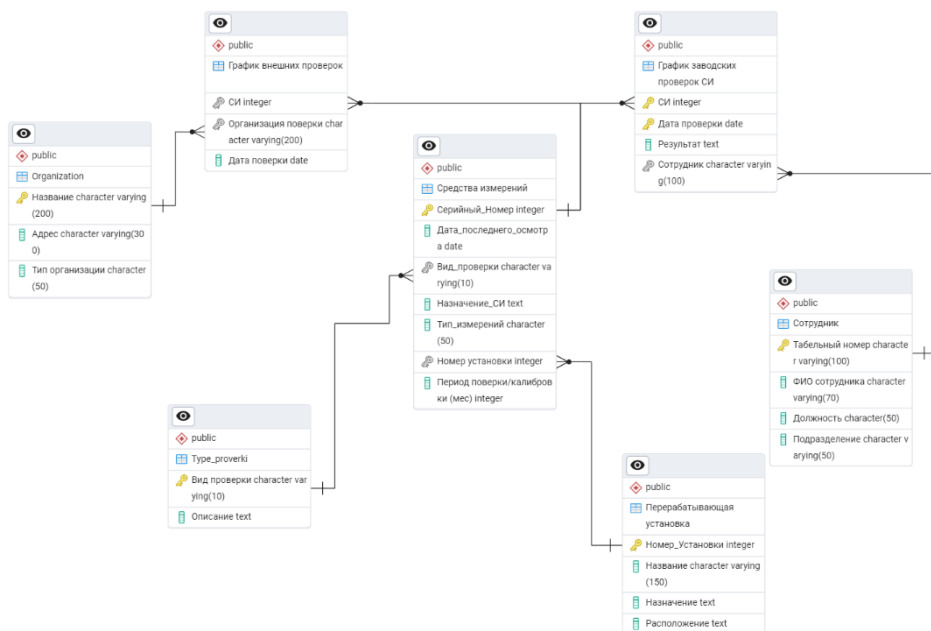 public
График внешних проверок
СИ integer
Организация поверки char
acter varying(200)
Дата поверки date
public
График заводских
проверок СИ
СИ integer
Дата проверки date
Результат text
Сотрудник character varyin
g(100)
public
Organization
Название character varying
(200)
Адрес character varying(30
0)
Тип организации character
(50)
public
Средства измерений
Серийный_Номер integer
Дата_последнего_осмотр
а date
Вид_проверки character va
rying(10)
Назначение_СИ text
Тип_измерений character
(50)
Номер установки integer
Период поверки/калибров
ки (мес) integer
public
Сотрудник
Табельный номер characte
r varying(100)
ФИО сотрудника character
varying(70)
Должность character(50)
Подразделение character v
arying(50)
public
Type_proverki
Вид проверки character var
ying(10)
Описание text
public
Перерабатывающая
установка
Номер_Установки integer
Название character varying
(150)
Назначение text
Расположение text